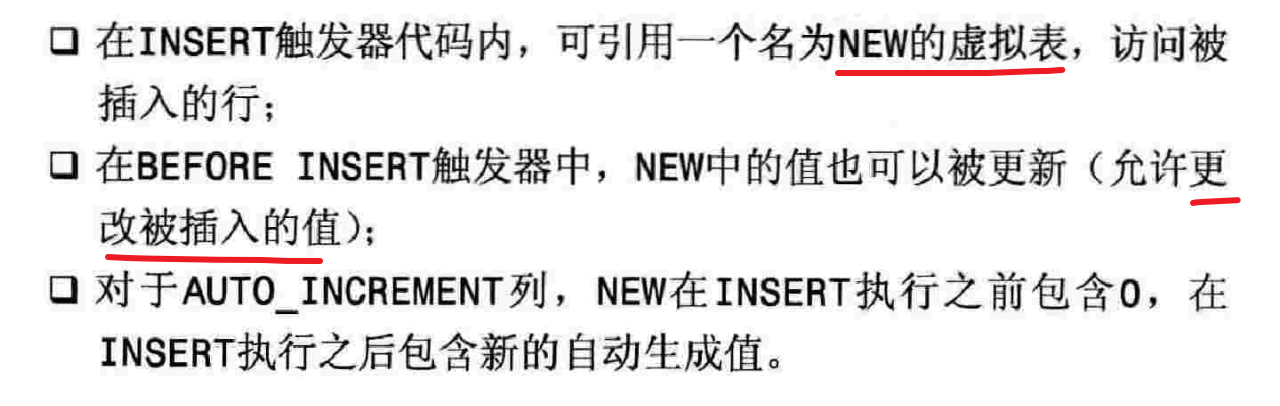 ❑ 在INSERT触发器代码内，可引用一个名为NEW的虚拟表，访问被
插入的行；
❑ 在BEFORE INSERT触发器中，NEW中的值也可以被更新（允许更
改被插入的值）；
❑ 对于AUTO_INCREMENT列，NEW在INSERT执行之前包含0，在
INSERT执行之后包含新的自动生成值。